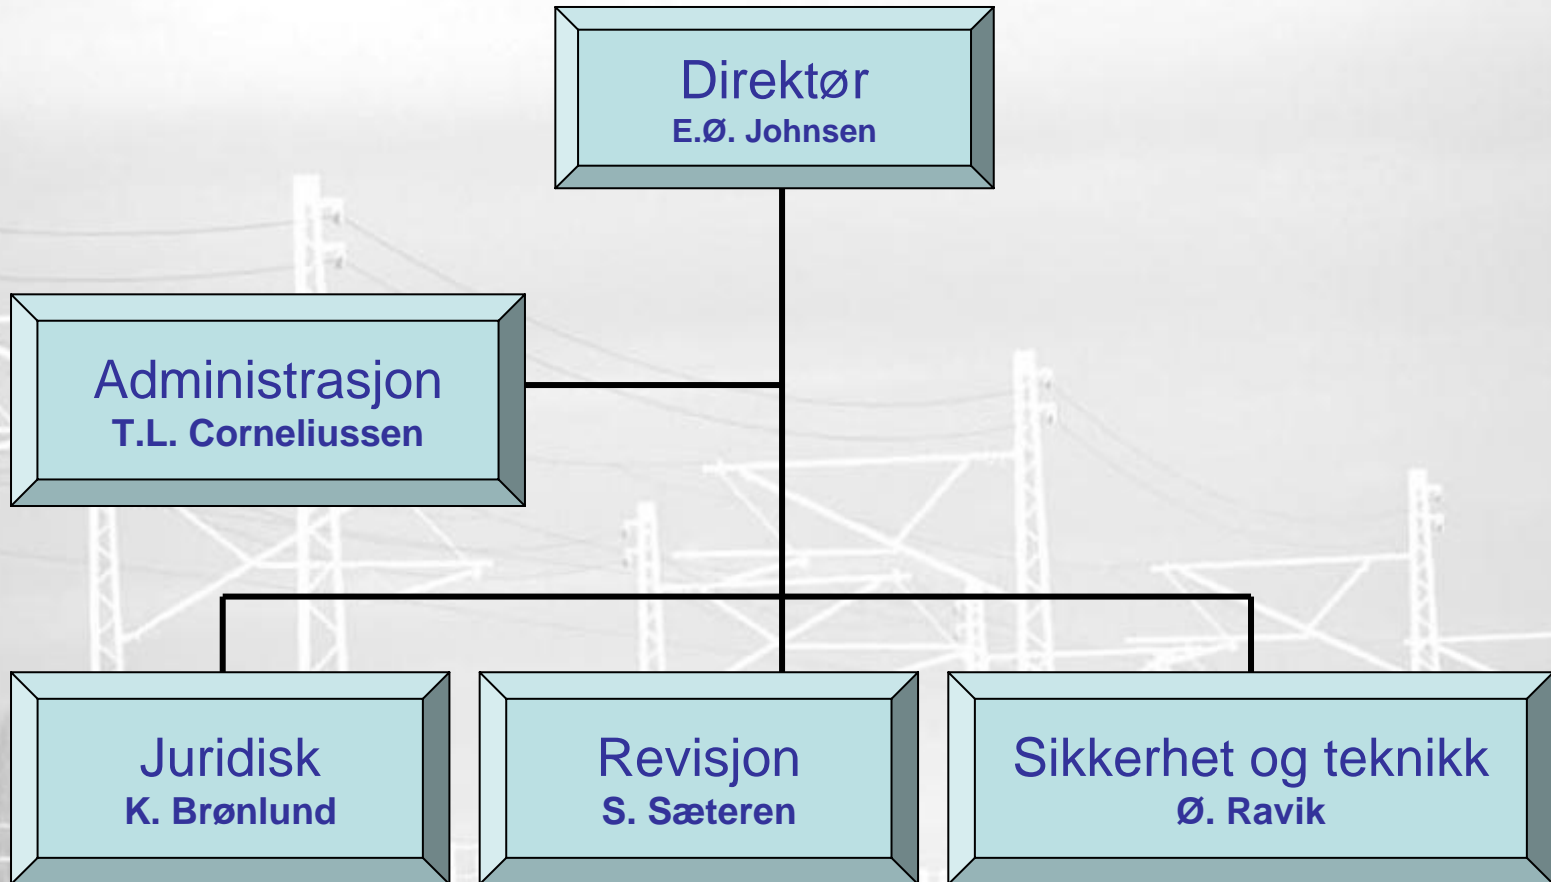 Direktør
E.Ø. Johnsen
Administrasjon
T.L. Corneliussen
Juridisk
K. Brønlund
Revisjon
S. Sæteren
Sikkerhet og teknikk
Ø. Ravik